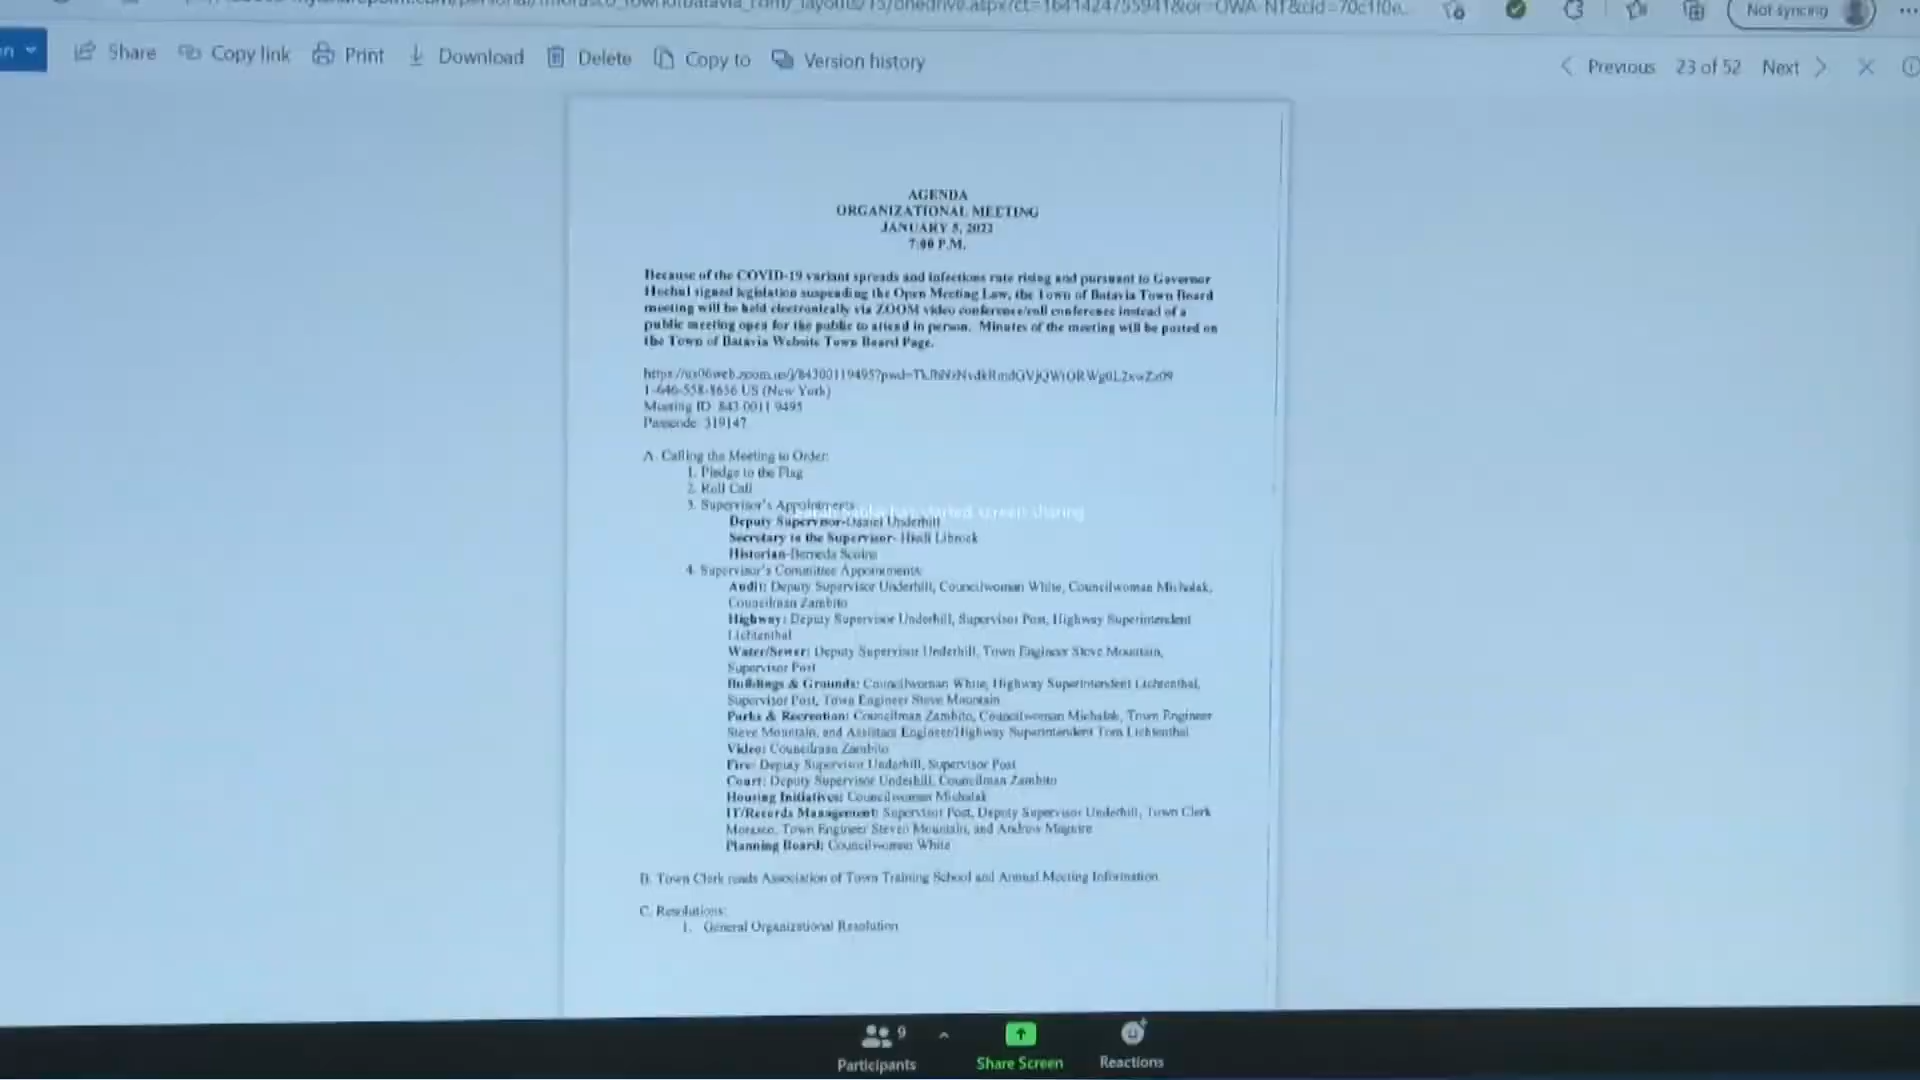 Not syncing
Share Copy link Print Download Delete Copy to Version history
Previous 23 of 52 Next
AGENDA
ORGANIZATIONAL MEETING
JANUARY 5, 2022
7:00 P.M.
Because of the COVID-19 variant spreads and infections rate rising and pursuant to Governor
Hochul signed legislation suspending the Open Meeting Law, the Town of Batavia Town Board
meeting will be held electronically via ZOOM video conference/call conference instead of a
public meeting open for the public to attend in person. Minutes of the meeting will be posted on
the Town of Batavia Website Town Board Page.
1-646-558-8656 US (New York)
Meeting ID: 843 0011 9495
Passcode: 319147
A. Calling the Meeting to Order:
1. Pledge to the Flag
2. Roll Call
3. Supervisor's Appointments
started screen sharing
Deputy Supervisor-Daniel Underhill
Secretary to the Supervisor- Librock
Historian-
4. Supervisor's Committee Appointments:
Audit: Deputy Supervisor Underhill, Councilwoman White, Councilwoman Michalak,
Councilman Zambito
Highway: Deputy Supervisor Underhill, Supervisor Post, Highway Superintendent
Lichtenthal
Water/Sewer: Deputy Supervisor Underhill, Town Engineer Steve Mountain,
Supervisor Post
Buildings & Grounds: Councilwoman White, Highway Superintendent Lichtenthal,
Supervisor Post, Town Engineer Steve Mountain
Parks & Recreation: Councilman Zambito, Councilwoman Michalak, Town Engineer
Steve Mountain, and Assistant Engineer/Highway Superintendent Tom Lichtenthal
Video: Councilman Zambito
Fire: Deputy Supervisor Underhill, Supervisor Post
Court: Deputy Supervisor Underhill, Councilman Zambito
Housing Initiatives: Councilwoman Michalak
IT/Records Management: Supervisor Post, Deputy Supervisor Underhill, Town Clerk
Morasco, Town Engineer Steven Mountain, and Andrew Maguire
Planning Board: Councilwoman White
B. Town Clerk reads Association of Town Training School and Annual Meeting Information
C. Resolutions:
1. General Organizational Resolution
9
Participants Share Screen Reactions